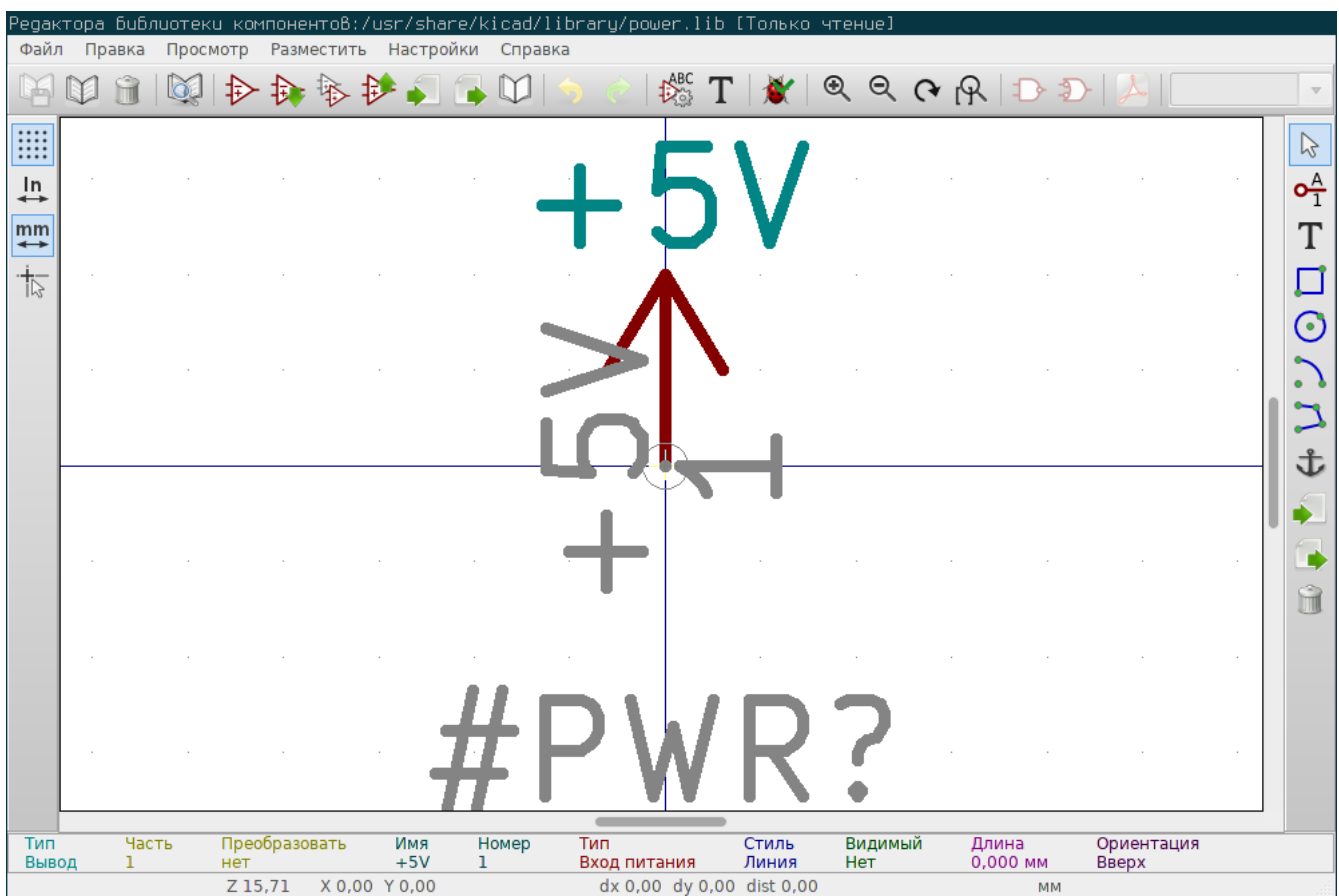 Редактора библиотеки компонентов:/usr/share/kicad/library/power.lib [Только чтение]
Файл Правка Просмотр Разместить Настройки Справка
ABC T
In
mm
A
1
T
+5V
+5V
1
#PWR?
Тип Часть Преобразовать Имя Номер Тип Стиль Видимый Длина Ориентация
Вывод 1 нет +5V 1 Вход питания Линия Нет 0,000 мм Вверх
Z 15,71 X 0,00 Y 0,00 dx 0,00 dy 0,00 dist 0,00 мм